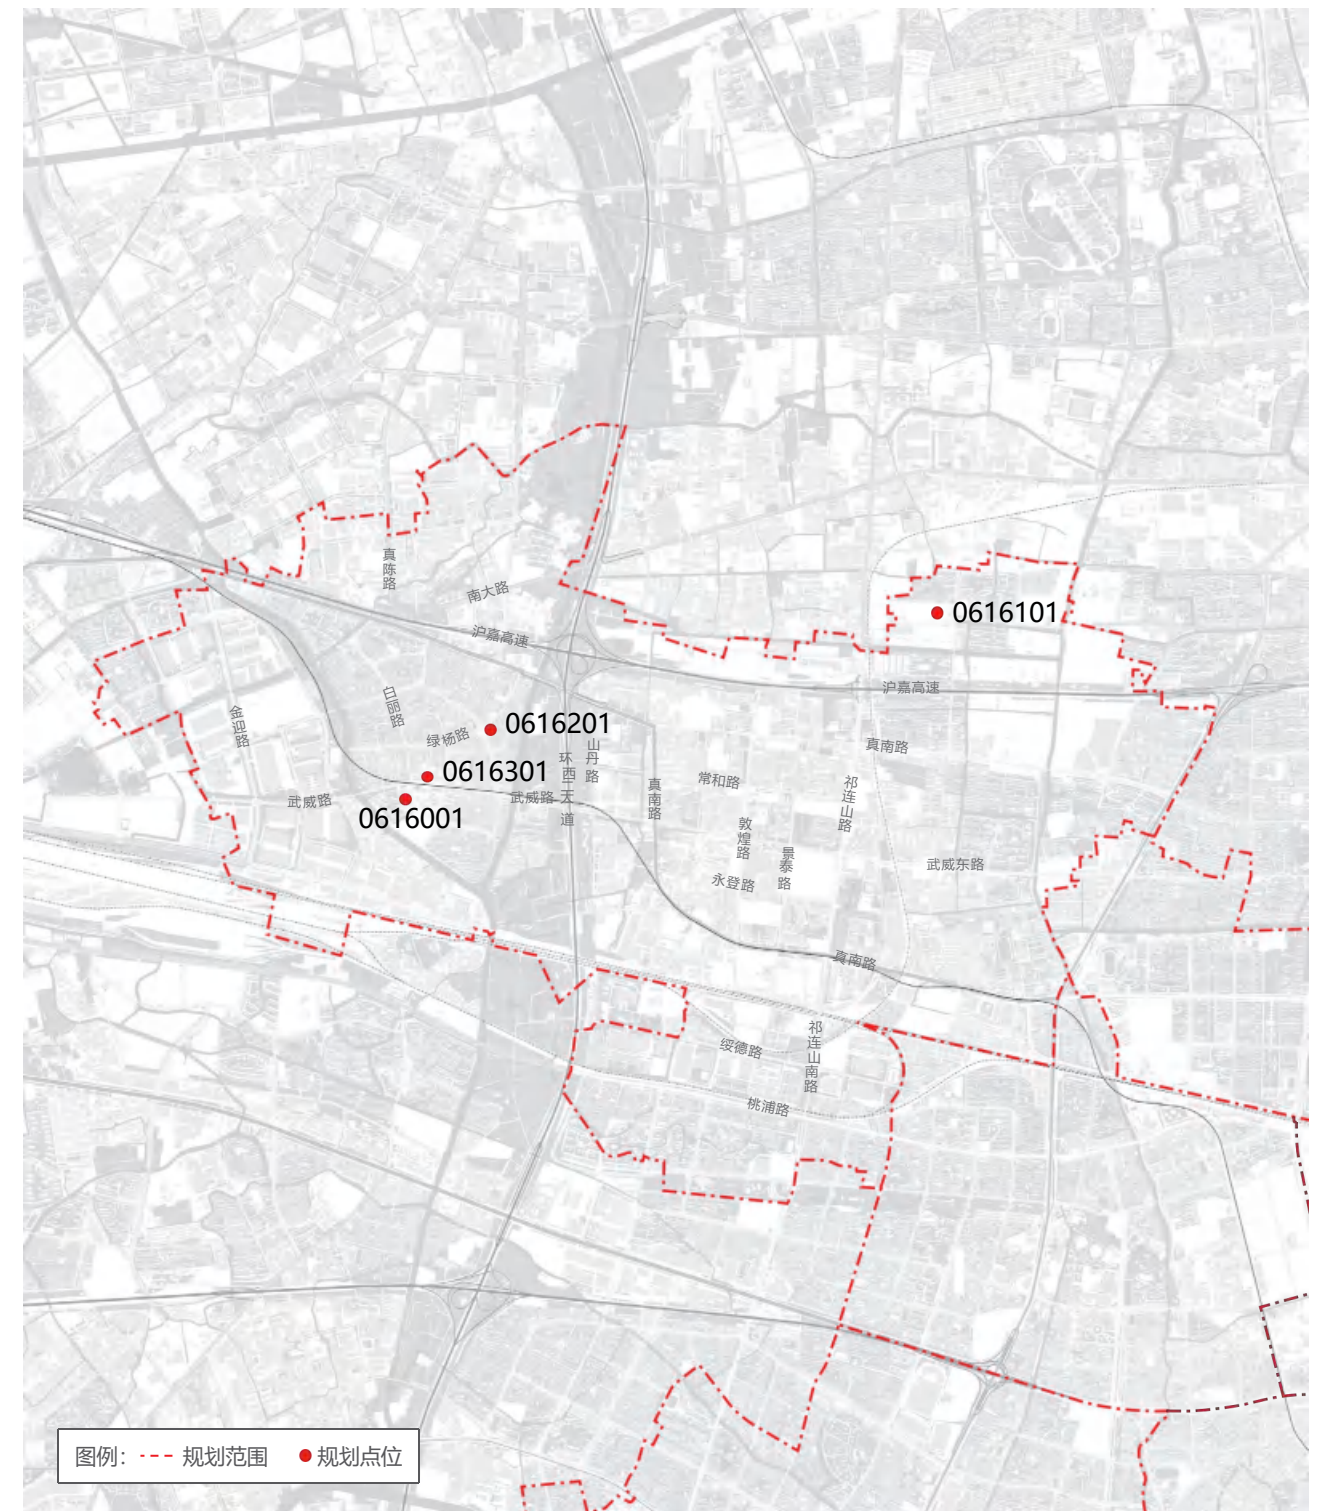 真陈路
南大路
沪嘉高速
0616101
沪嘉高速
白丽路
金迎路
绿杨路
0616201
山丹路
真南路
环西一大道
0616301
常和路
真南路
祁连山路
武威路
武威路
0616001
敦煌路
景泰路
武威东路
永登路
真南路
绥德路
祁连山南路
桃浦路
图例： 规划范围 规划点位